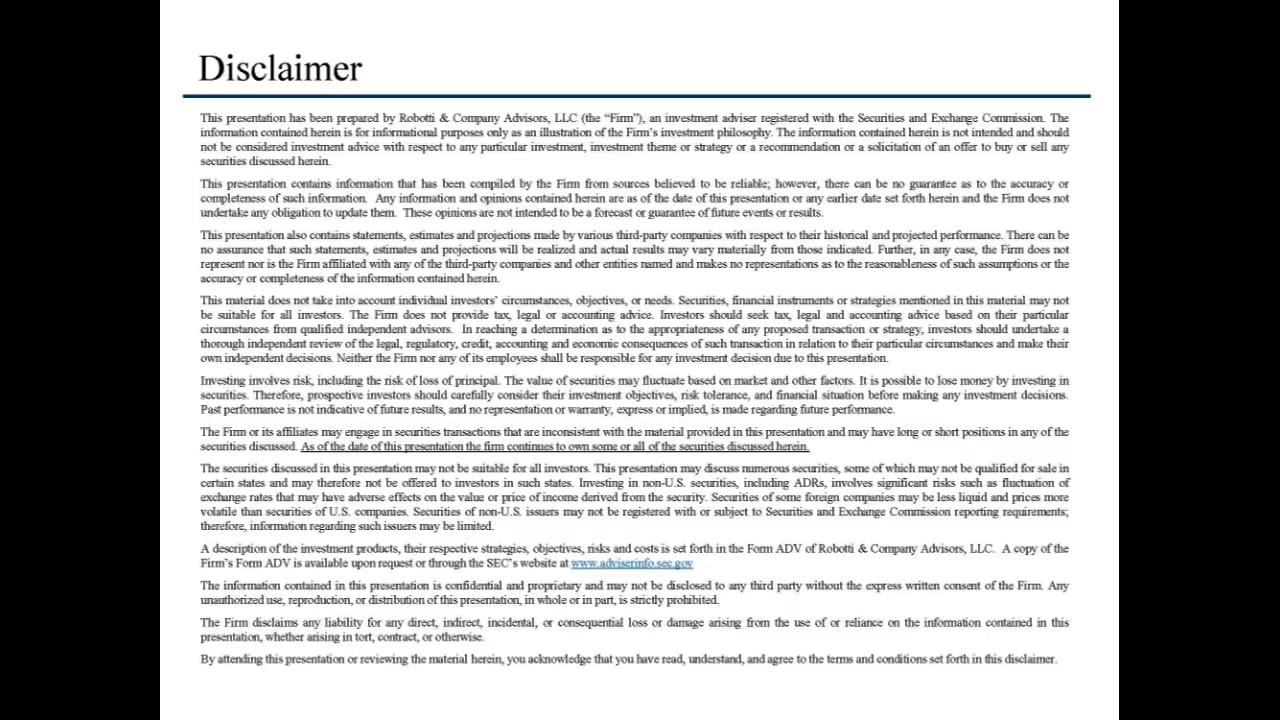 Disclaimer
This presentation has been prepared by Robotti & Company Advisors, LLC (the “Firm”), an investment adviser registered with the Securities and Exchange Commission. The
information contained herein is for informational purposes only as an illustration of the Firm’s investment philosophy. The information contained herein is not intended and should
not be considered investment advice with respect to any particular investment, investment theme or strategy or a recommendation or a solicitation of an offer to buy or sell any
securities discussed herein.
This presentation contains information that has been compiled by the Firm from sources believed to be reliable; however, there can be no guarantee as to the accuracy or
completeness of such information. Any information and opinions contained herein are as of the date of this presentation or any earlier date set forth herein and the Firm does not
undertake any obligation to update them. These opinions are not intended to be a forecast or guarantee of future events or results.
This presentation also contains statements, estimates and projections made by various third-party companies with respect to their historical and projected performance. There can be
no assurance that such statements, estimates and projections will be realized and actual results may vary materially from those indicated. Further, in any case, the Firm does not
represent nor is the Firm affiliated with any of the third-party companies and other entities named and makes no representations as to the reasonableness of such assumptions or the
accuracy or completeness of the information contained herein.
This material does not take into account individual investors’ circumstances, objectives, or needs. Securities, financial instruments or strategies mentioned in this material may not
be suitable for all investors. The Firm does not provide tax, legal or accounting advice. Investors should seek tax, legal and accounting advice based on their particular
circumstances from qualified independent advisors. In reaching a determination as to the appropriateness of any proposed transaction or strategy, investors should undertake a
thorough independent review of the legal, regulatory, credit, accounting and economic consequences of such transaction in relation to their particular circumstances and make their
own independent decisions. Neither the Firm nor any of its employees shall be responsible for any investment decision due to this presentation.
Investing involves risk, including the risk of loss of principal. The value of securities may fluctuate based on market and other factors. It is possible to lose money by investing in
securities. Therefore, prospective investors should carefully consider their investment objectives, risk tolerance, and financial situation before making any investment decisions.
Past performance is not indicative of future results, and no representation or warranty, express or implied, is made regarding future performance.
The Firm or its affiliates may engage in securities transactions that are inconsistent with the material provided in this presentation and may have long or short positions in any of the
securities discussed. As of the date of this presentation the firm continues to own some or all of the securities discussed herein.
The securities discussed in this presentation may not be suitable for all investors. This presentation may discuss numerous securities, some of which may not be qualified for sale in
certain states and may therefore not be offered to investors in such states. Investing in non-U.S. securities, including ADRs, involves significant risks such as fluctuation of
exchange rates that may have adverse effects on the value or price of income derived from the security. Securities of some foreign companies may be less liquid and prices more
volatile than securities of U.S. companies. Securities of non-U.S. issuers may not be registered with or subject to Securities and Exchange Commission reporting requirements;
therefore, information regarding such issuers may be limited.
A description of the investment products, their respective strategies, objectives, risks and costs is set forth in the Form ADV of Robotti & Company Advisors, LLC. A copy of the
Firm’s Form ADV is available upon request or through the SEC’s website at www.adviserinfo.sec.gov
The information contained in this presentation is confidential and proprietary and may not be disclosed to any third party without the express written consent of the Firm. Any
unauthorized use, reproduction, or distribution of this presentation, in whole or in part, is strictly prohibited.
The Firm disclaims any liability for any direct, indirect, incidental, or consequential loss or damage arising from the use of or reliance on the information contained in this
presentation, whether arising in tort, contract, or otherwise.
By attending this presentation or reviewing the material herein, you acknowledge that you have read, understand, and agree to the terms and conditions set forth in this disclaimer.